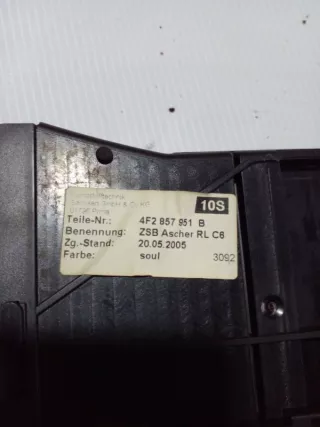 10S
Teile-Nr.: 4F2 857 951 B
Benennung: ZSB Ascher RL C6
Zg.-Stand: 20.05.2005
Farbe: soul
3092